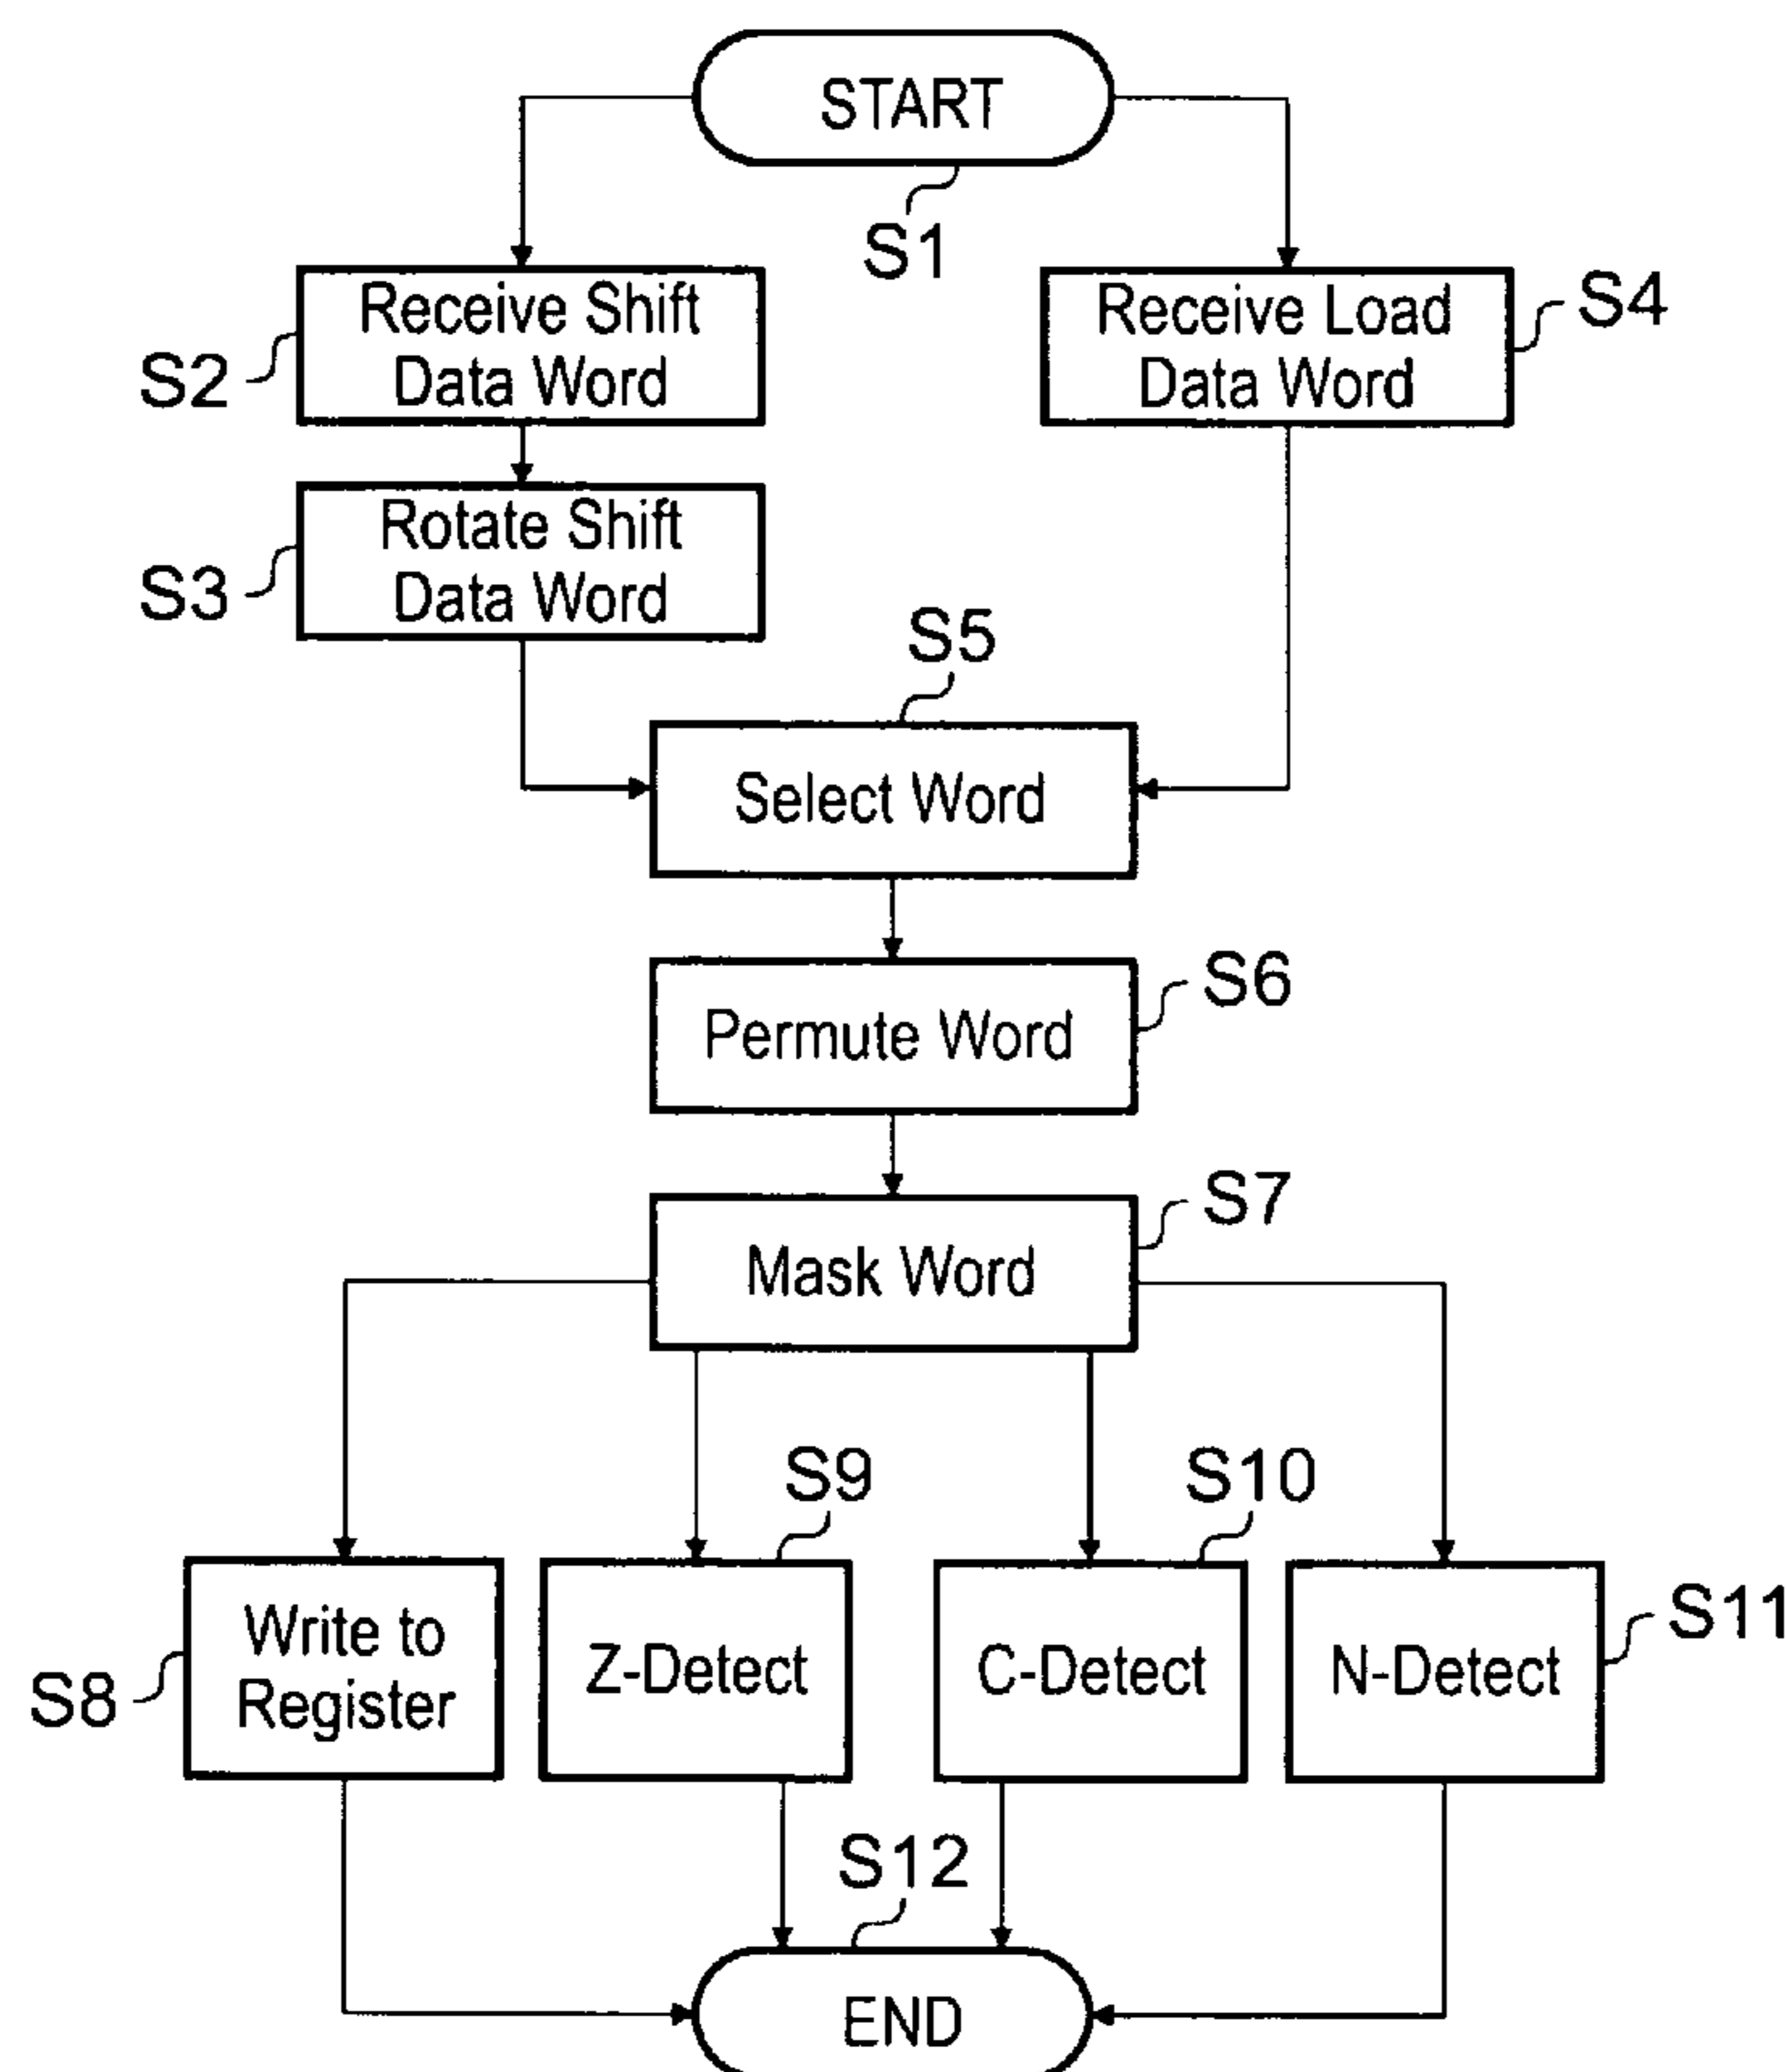 START
S1
Receive Shift
Data Word
S2
Receive Load
Data Word
S4
Rotate Shift
Data Word
S3
S5
Select Word
Permute Word
S6
Mask Word
S7
S9
S10
Write to
Register
S8
Z-Detect
C-Detect
N-Detect
S11
S12
END